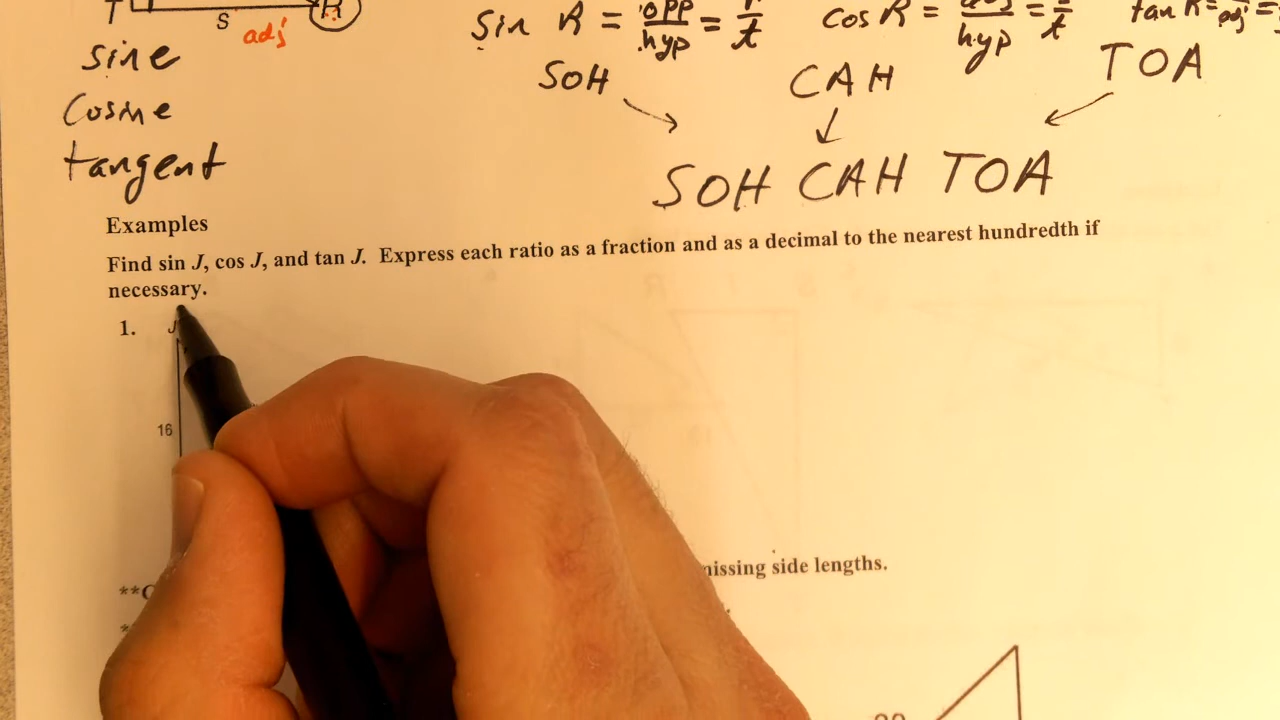 T S adj R
sin R = opp/hyp = r/t cos R = adj/hyp = s/t tan R =
sine SOH CAH TOA
Cosine
tangent SOH CAH TOA
Examples
Find sin J, cos J, and tan J. Express each ratio as a fraction and as a decimal to the nearest hundredth if
necessary.
1. J
16
missing side lengths.
**